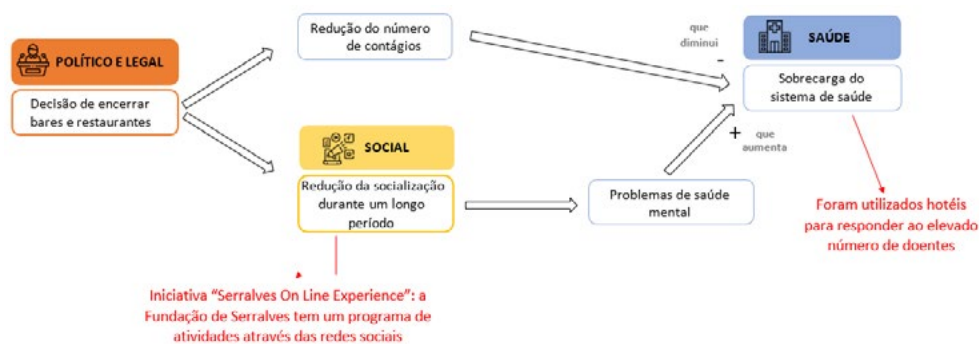 POLÍTICO E LEGAL
Decisão de encerrar
bares e restaurantes
Redução do número
de contágios
SOCIAL
Redução da socialização
durante um longo
período
Problemas de saúde
mental
que
diminui
-
+
que
aumenta
SAÚDE
Sobrecarga do
sistema de saúde
Foram utilizados hotéis
para responder ao elevado
número de doentes
Iniciativa “Serralves On Line Experience”: a
Fundação de Serralves tem um programa de
atividades através das redes sociais